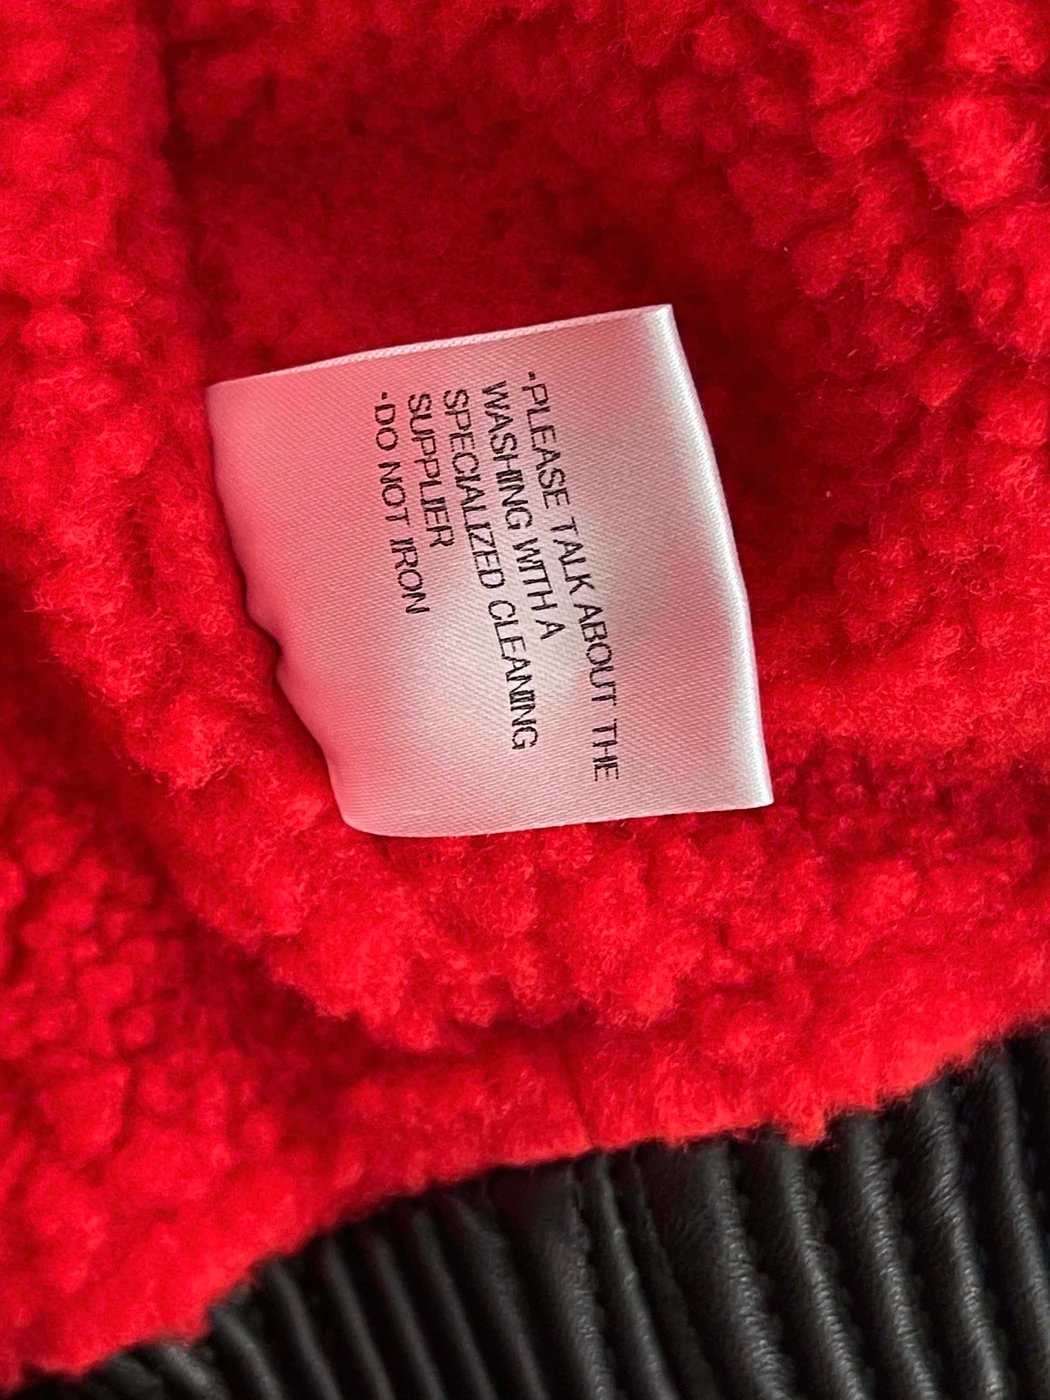 -PLEASE TALK ABOUT THE
WASHING WITH A
SPECIALIZED CLEANING
SUPPLIER
-DO NOT IRON